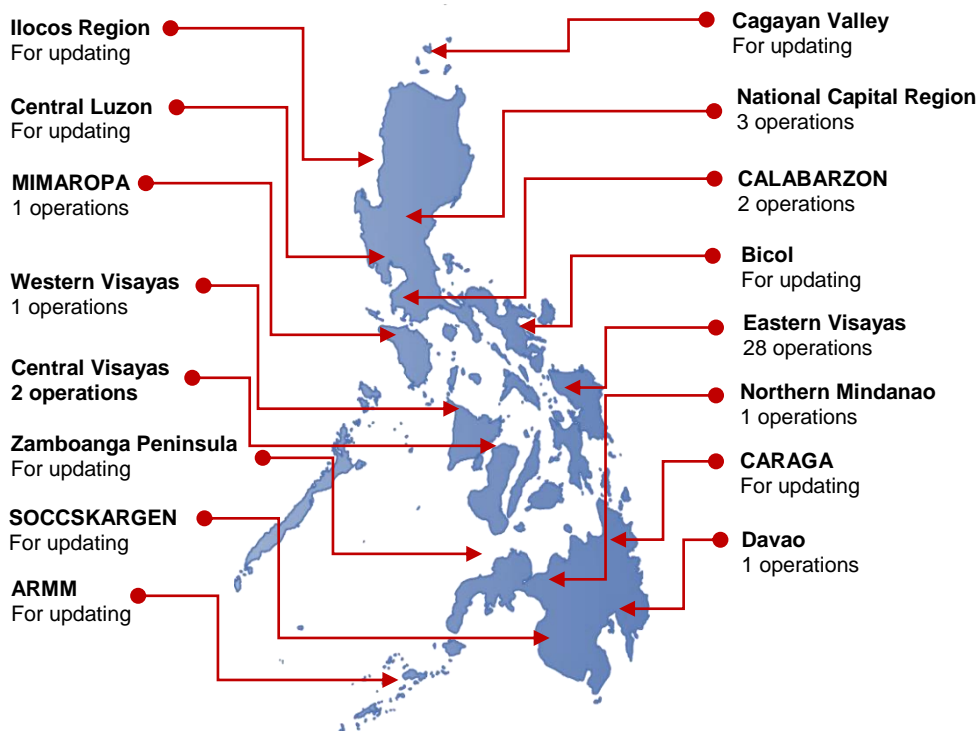 Ilocos Region
For updating
Central Luzon
For updating
MIMAROPA
1 operations
Western Visayas
1 operations
Central Visayas
2 operations
Zamboanga Peninsula
For updating
SOCCSKARGEN
For updating
ARMM
For updating
Cagayan Valley
For updating
National Capital Region
3 operations
CALABARZON
2 operations
Bicol
For updating
Eastern Visayas
28 operations
Northern Mindanao
1 operations
CARAGA
For updating
Davao
1 operations